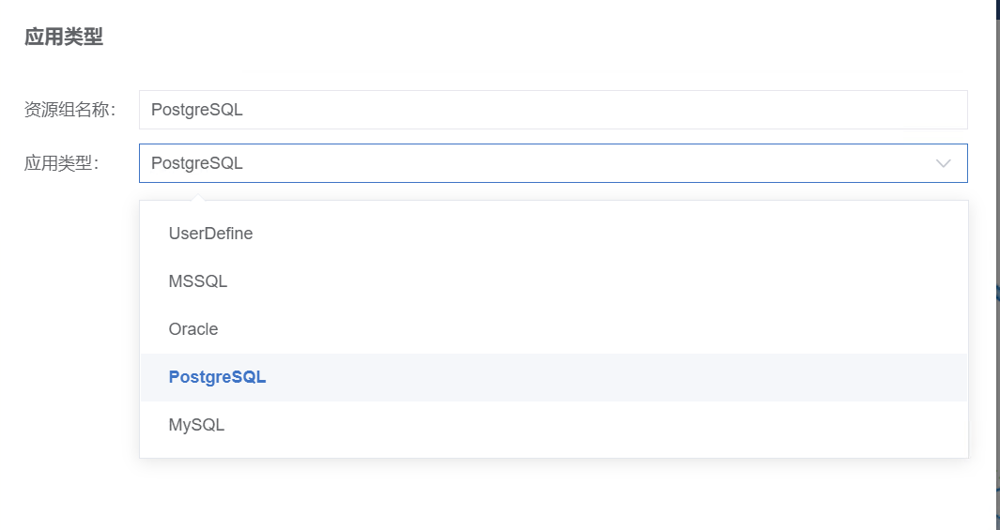 应用类型
资源组名称： PostgreSQL
应用类型： PostgreSQL
UserDefine
MSSQL
Oracle
PostgreSQL
MySQL